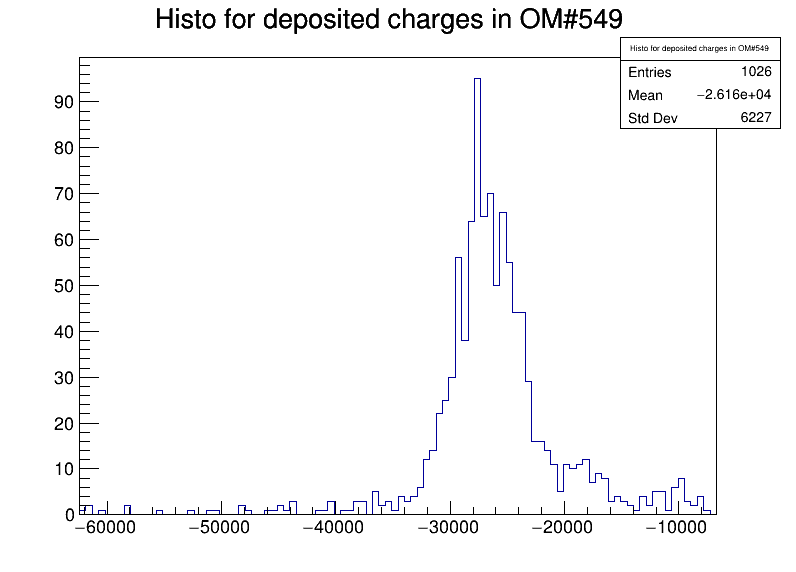 Histo for deposited charges in OM#549
Histo for deposited charges in OM#549
Entries 1026
Mean −2.616e+04
Std Dev 6227
90
80
70
60
50
40
30
20
10
0
−60000 −50000 −40000 −30000 −20000 −10000